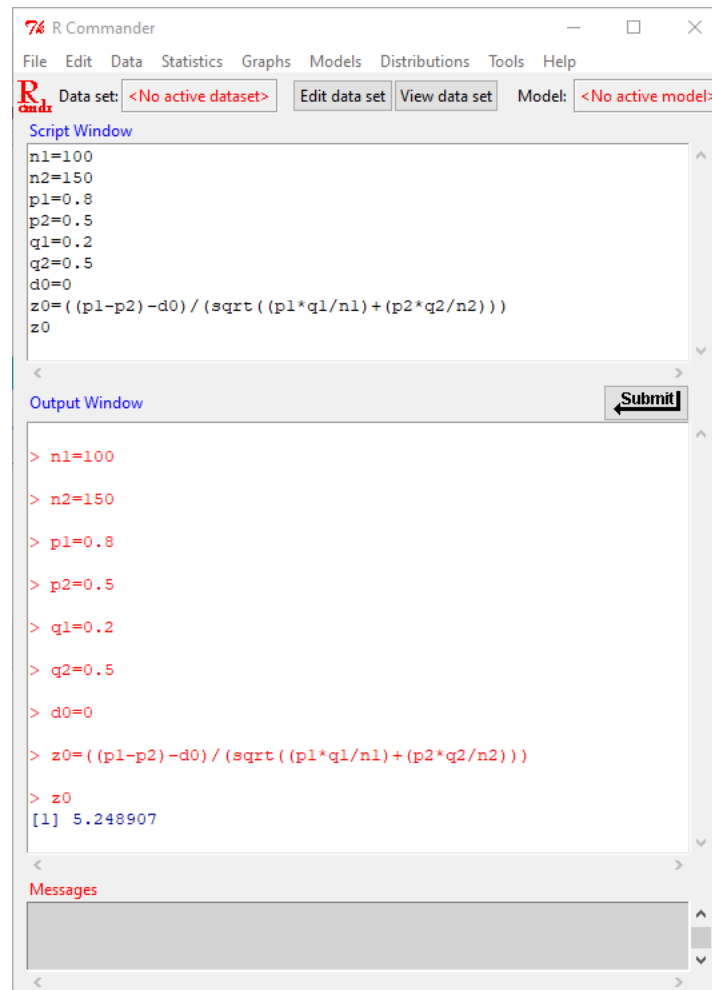 R Commander
File Edit Data Statistics Graphs Models Distributions Tools Help
R cmdr Data set: <No active dataset> Edit data set View data set Model: <No active model>
Script Window
n1=100
n2=150
p1=0.8
p2=0.5
q1=0.2
q2=0.5
d0=0
z0=((p1-p2)-d0)/(sqrt((p1*q1/n1)+(p2*q2/n2)))
z0
Output Window Submit
> n1=100
> n2=150
> p1=0.8
> p2=0.5
> q1=0.2
> q2=0.5
> d0=0
> z0=((p1-p2)-d0)/(sqrt((p1*q1/n1)+(p2*q2/n2)))
> z0
[1] 5.248907
Messages